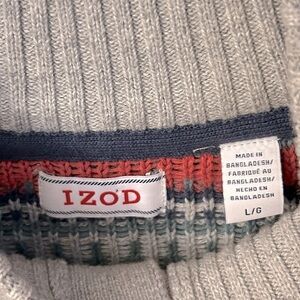 IZOD
MADE IN
BANGLADESH/
FABRIQUÉ AU
BANGLADESH/
HECHO EN
BANGLADESH
L/G